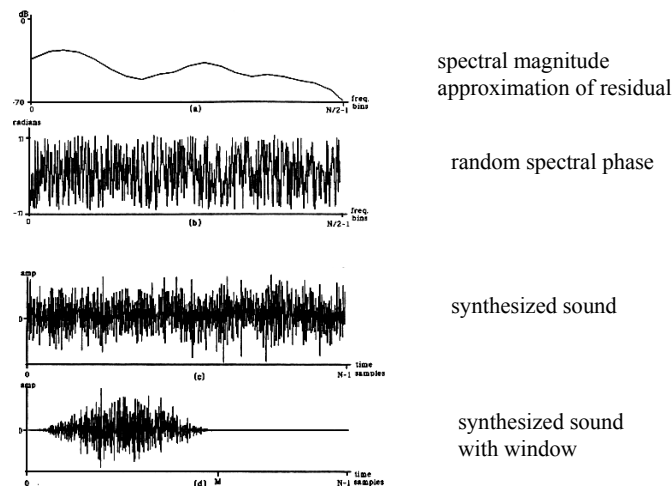 dB
0
spectral magnitude
approximation of residual
-70
0
(a)
N/2-1
freq.
bins
radians
π
random spectral phase
-π
0
(b)
N/2-1
freq.
bins
amp
0
synthesized sound
0
(c)
N-1
time
samples
amp
0
synthesized sound
with window
0
(d)
M
N-1
time
samples